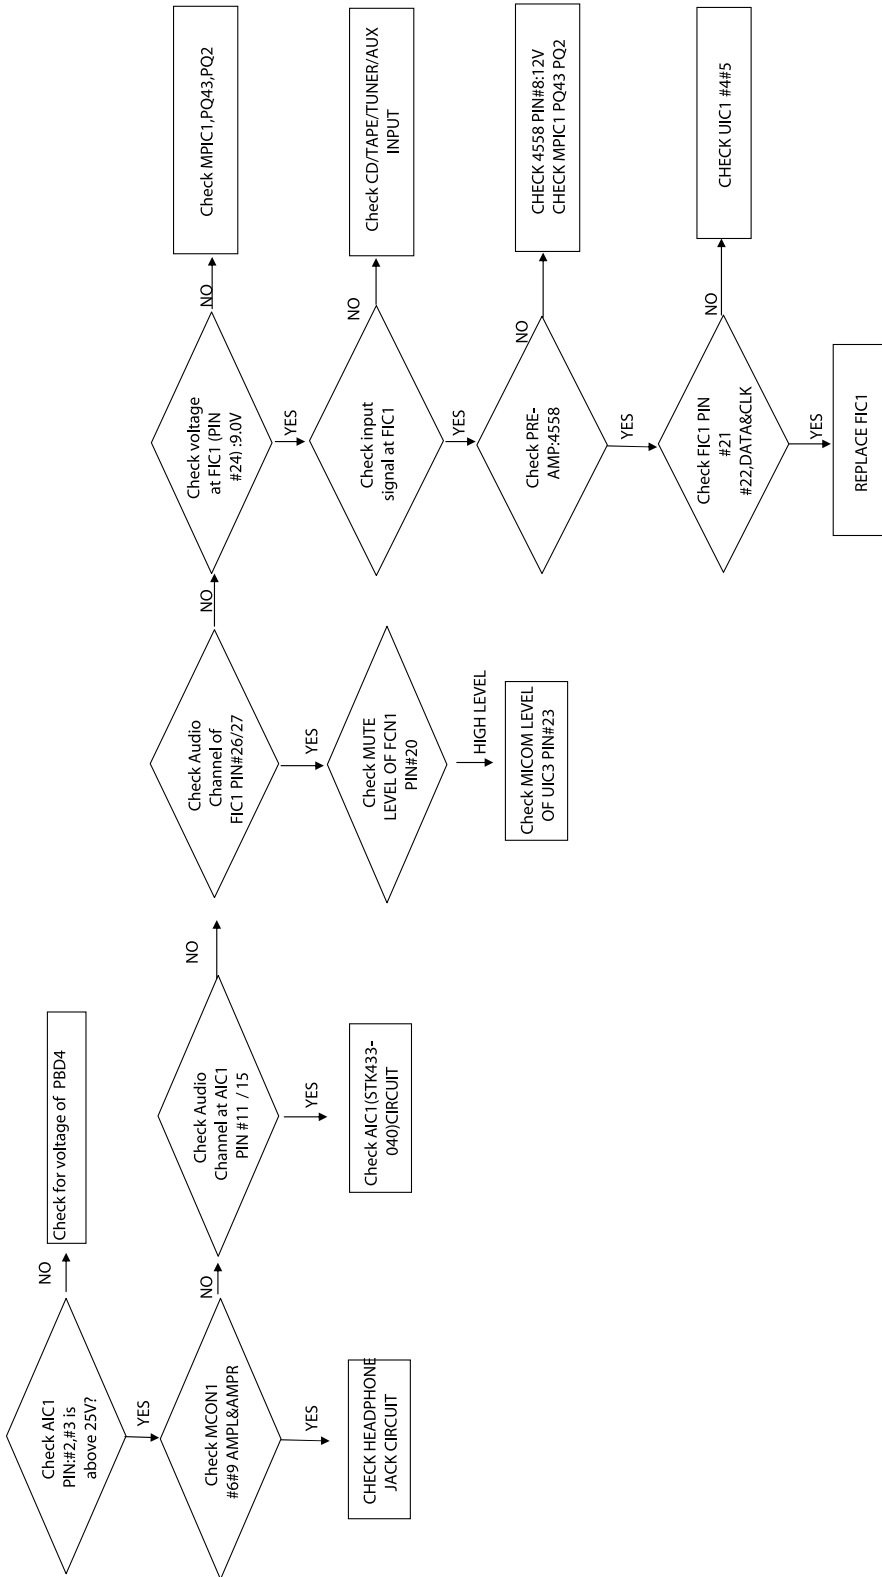 Check AIC1
PIN:#2,#3 is
above 25V?
NO
Check for voltage of PBD4
YES
Check MCON1
#6#9 AMPL&AMPR
YES
CHECK HEADPHONE
JACK CIRCUIT
NO
Check Audio
Channel at AIC1
PIN #11 / 15
YES
Check AIC1(STK433-
040)CIRCUIT
NO
Check Audio
Channel of
FIC1 PIN#26/27
YES
Check MUTE
LEVEL OF FCN1
PIN#20
HIGH LEVEL
Check MICOM LEVEL
OF UIC3 PIN#23
NO
Check voltage
at FIC1 (PIN
#24) :9.0V
NO
Check MPIC1,PQ43,PQ2
YES
Check input
signal at FIC1
NO
Check CD/TAPE/TUNER/AUX
INPUT
YES
Check PRE-
AMP:4558
NO
CHECK 4558 PIN#8:12V
CHECK MPIC1 PQ43 PQ2
YES
Check FIC1 PIN
#21
#22,DATA&CLK
NO
CHECK UIC1 #4#5
YES
REPLACE FIC1